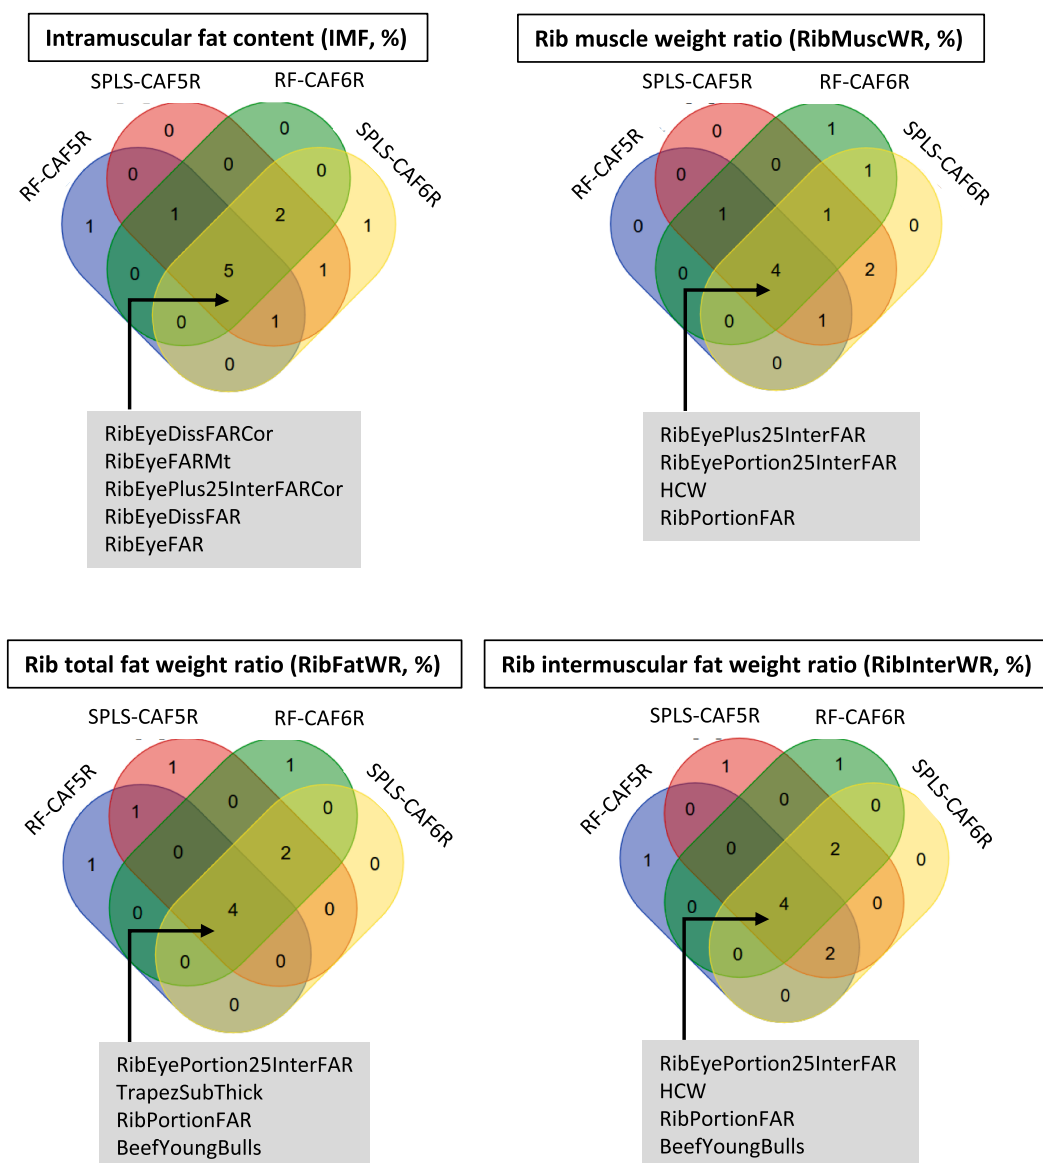 Intramuscular fat content (IMF, %)
SPLS-CAF5R
RF-CAF6R
RF-CAF5R
SPLS-CAF6R
0
0
0
0
0
1
1
2
1
0
5
1
0
1
0
RibEyeDissFARCor
RibEyeFARMt
RibEyePlus25InterFARCor
RibEyeDissFAR
RibEyeFAR
Rib muscle weight ratio (RibMuscWR, %)
SPLS-CAF5R
RF-CAF6R
RF-CAF5R
SPLS-CAF6R
0
1
0
0
1
0
1
1
0
0
4
2
0
1
0
RibEyePlus25InterFAR
RibEyePortion25InterFAR
HCW
RibPortionFAR
Rib total fat weight ratio (RibFatWR, %)
SPLS-CAF5R
RF-CAF6R
RF-CAF5R
SPLS-CAF6R
1
1
1
0
0
1
0
2
0
0
4
0
0
0
0
RibEyePortion25InterFAR
TrapezSubThick
RibPortionFAR
BeefYoungBulls
Rib intermuscular fat weight ratio (RibInterWR, %)
SPLS-CAF5R
RF-CAF6R
RF-CAF5R
SPLS-CAF6R
1
1
0
0
0
1
0
2
0
0
4
0
0
2
0
RibEyePortion25InterFAR
HCW
RibPortionFAR
BeefYoungBulls